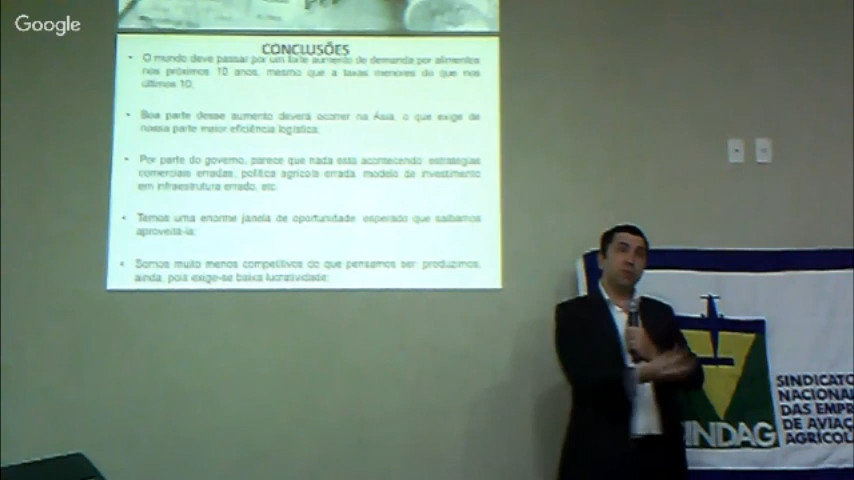 Google
CONCLUSÕES
• O mundo deve passar por um forte aumento de demanda por alimentos
nos próximos 10 anos, mesmo que a taxas menores do que nos
últimos 10;
• Boa parte desse aumento deverá ocorrer na Ásia, o que exige de
nossa parte maior eficiência logística;
• Por parte do governo, parece que nada está acontecendo: estratégias
comerciais erradas, política agrícola errada, modelo de investimento
em infraestrutura errado, etc.
• Temos uma enorme janela de oportunidade, esperado que saibamos
aproveitá-la;
• Somos muito menos competitivos do que pensamos ser: produzimos,
ainda, pois exige-se baixa lucratividade;
INDAG
SINDICATO
NACIONAL
DAS EMPR
DE AVIAÇ
AGRÍCOL